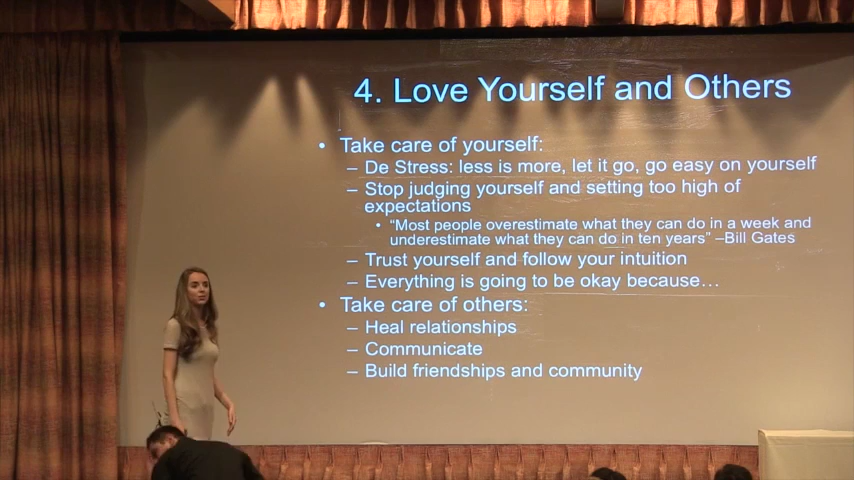 4. Love Yourself and Others
• Take care of yourself:
– De Stress: less is more, let it go, go easy on yourself
– Stop judging yourself and setting too high of
expectations
• “Most people overestimate what they can do in a week and
underestimate what they can do in ten years” –Bill Gates
– Trust yourself and follow your intuition
– Everything is going to be okay because…
• Take care of others:
– Heal relationships
– Communicate
– Build friendships and community